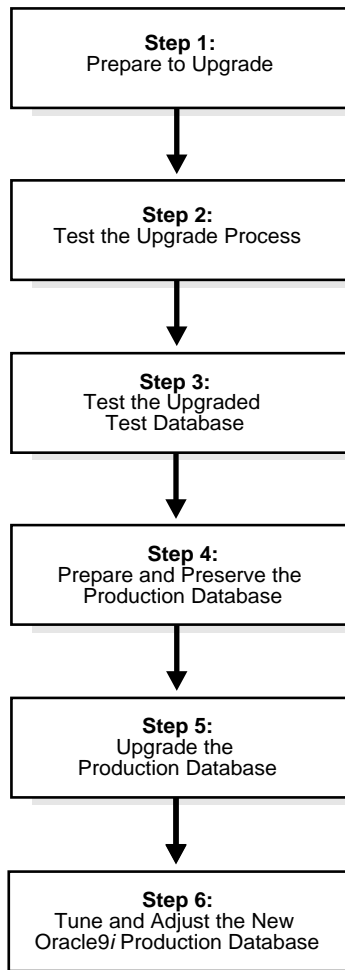 Step 1:
Prepare to Upgrade
Step 2:
Test the Upgrade Process
Step 3:
Test the Upgraded
Test Database
Step 4:
Prepare and Preserve the
Production Database
Step 5:
Upgrade the
Production Database
Step 6:
Tune and Adjust the New
Oracle9i Production Database